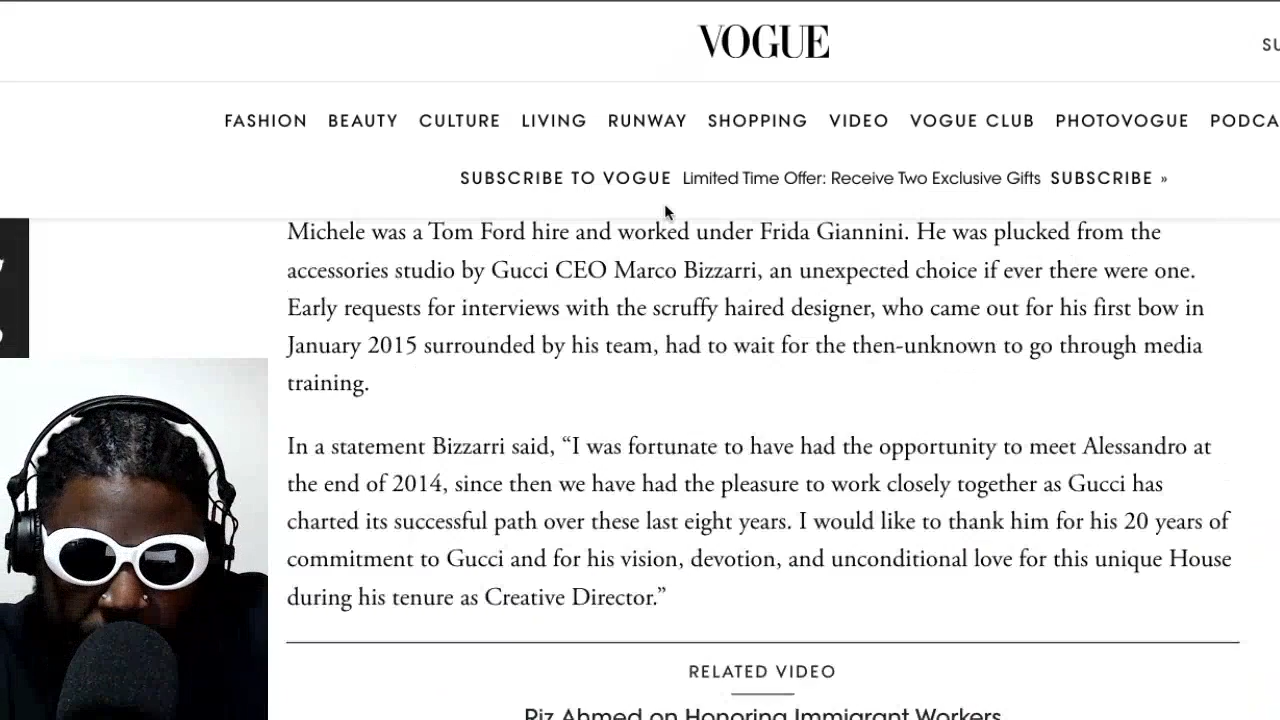 VOGUE
SU
FASHION BEAUTY CULTURE LIVING RUNWAY SHOPPING VIDEO VOGUE CLUB PHOTOVOGUE PODCA
SUBSCRIBE TO VOGUE Limited Time Offer: Receive Two Exclusive Gifts SUBSCRIBE »
Michele was a Tom Ford hire and worked under Frida Giannini. He was plucked from the
accessories studio by Gucci CEO Marco Bizzarri, an unexpected choice if ever there were one.
Early requests for interviews with the scruffy haired designer, who came out for his first bow in
January 2015 surrounded by his team, had to wait for the then-unknown to go through media
training.
In a statement Bizzarri said, “I was fortunate to have had the opportunity to meet Alessandro at
the end of 2014, since then we have had the pleasure to work closely together as Gucci has
charted its successful path over these last eight years. I would like to thank him for his 20 years of
commitment to Gucci and for his vision, devotion, and unconditional love for this unique House
during his tenure as Creative Director.”
RELATED VIDEO
Riz Ahmed on Honoring Immigrant Workers